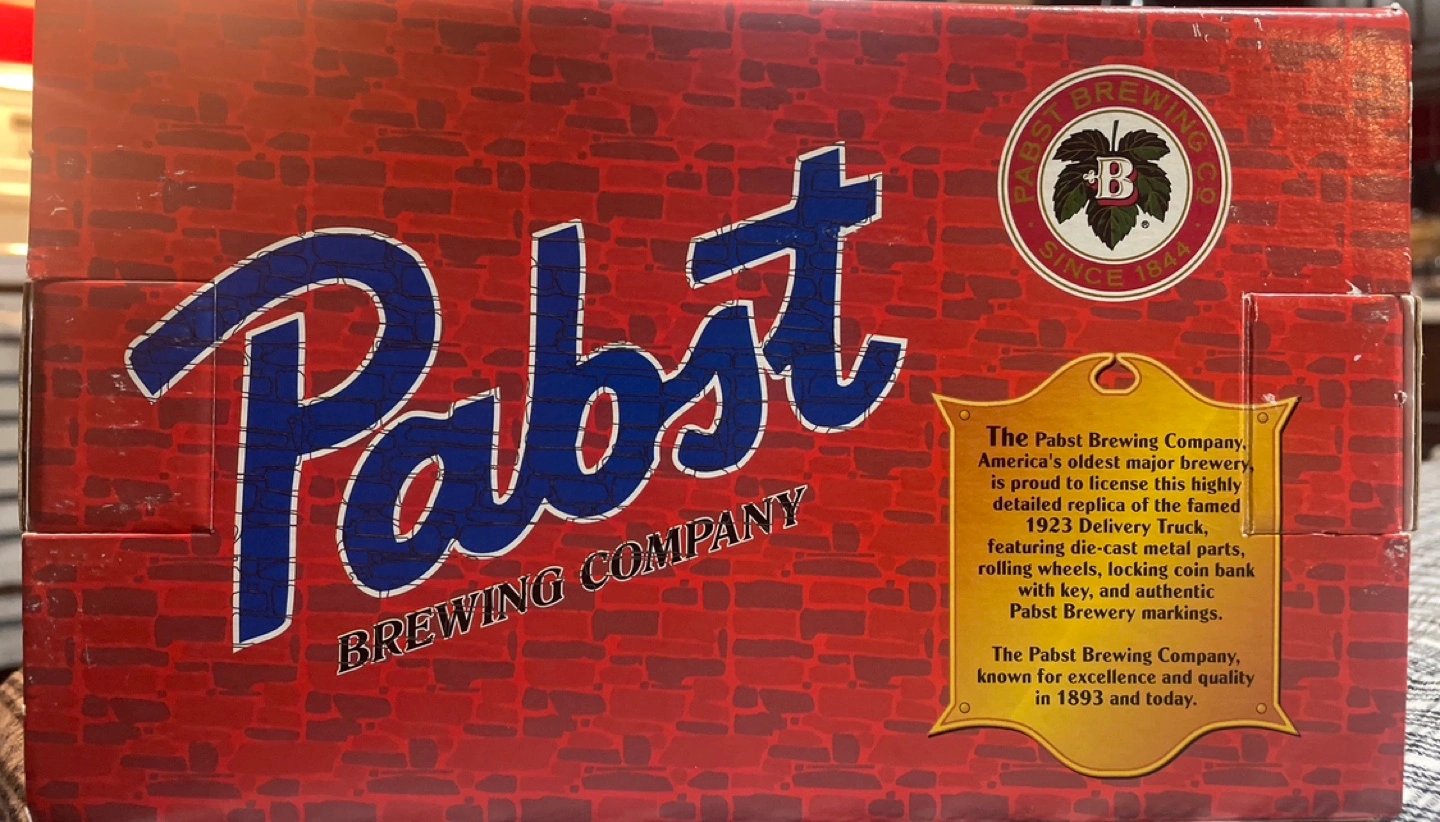 Pabst
BREWING COMPANY
PABST BREWING CO
B
®
· SINCE 1844 ·
The Pabst Brewing Company,
America's oldest major brewery,
is proud to license this highly
detailed replica of the famed
1923 Delivery Truck,
featuring die-cast metal parts,
rolling wheels, locking coin bank
with key, and authentic
Pabst Brewery markings.
The Pabst Brewing Company,
known for excellence and quality
in 1893 and today.